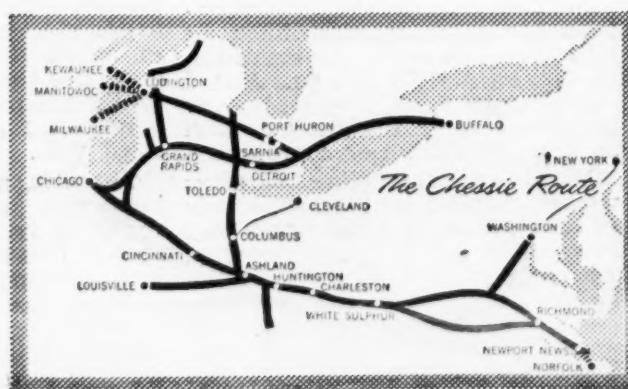 KEWAUNEE
LUDINGTON
MANITOWOC
MILWAUKEE
PORT HURON
BUFFALO
SARNIA
GRAND
RAPIDS
DETROIT
NEW YORK
CHICAGO
TOLEDO
The Chessie Route
CLEVELAND
WASHINGTON
COLUMBUS
CINCINNATI
ASHLAND
HUNTINGTON
LOUISVILLE
CHARLESTON
WHITE SULPHUR
RICHMOND
NEWPORT NEWS
NORFOLK